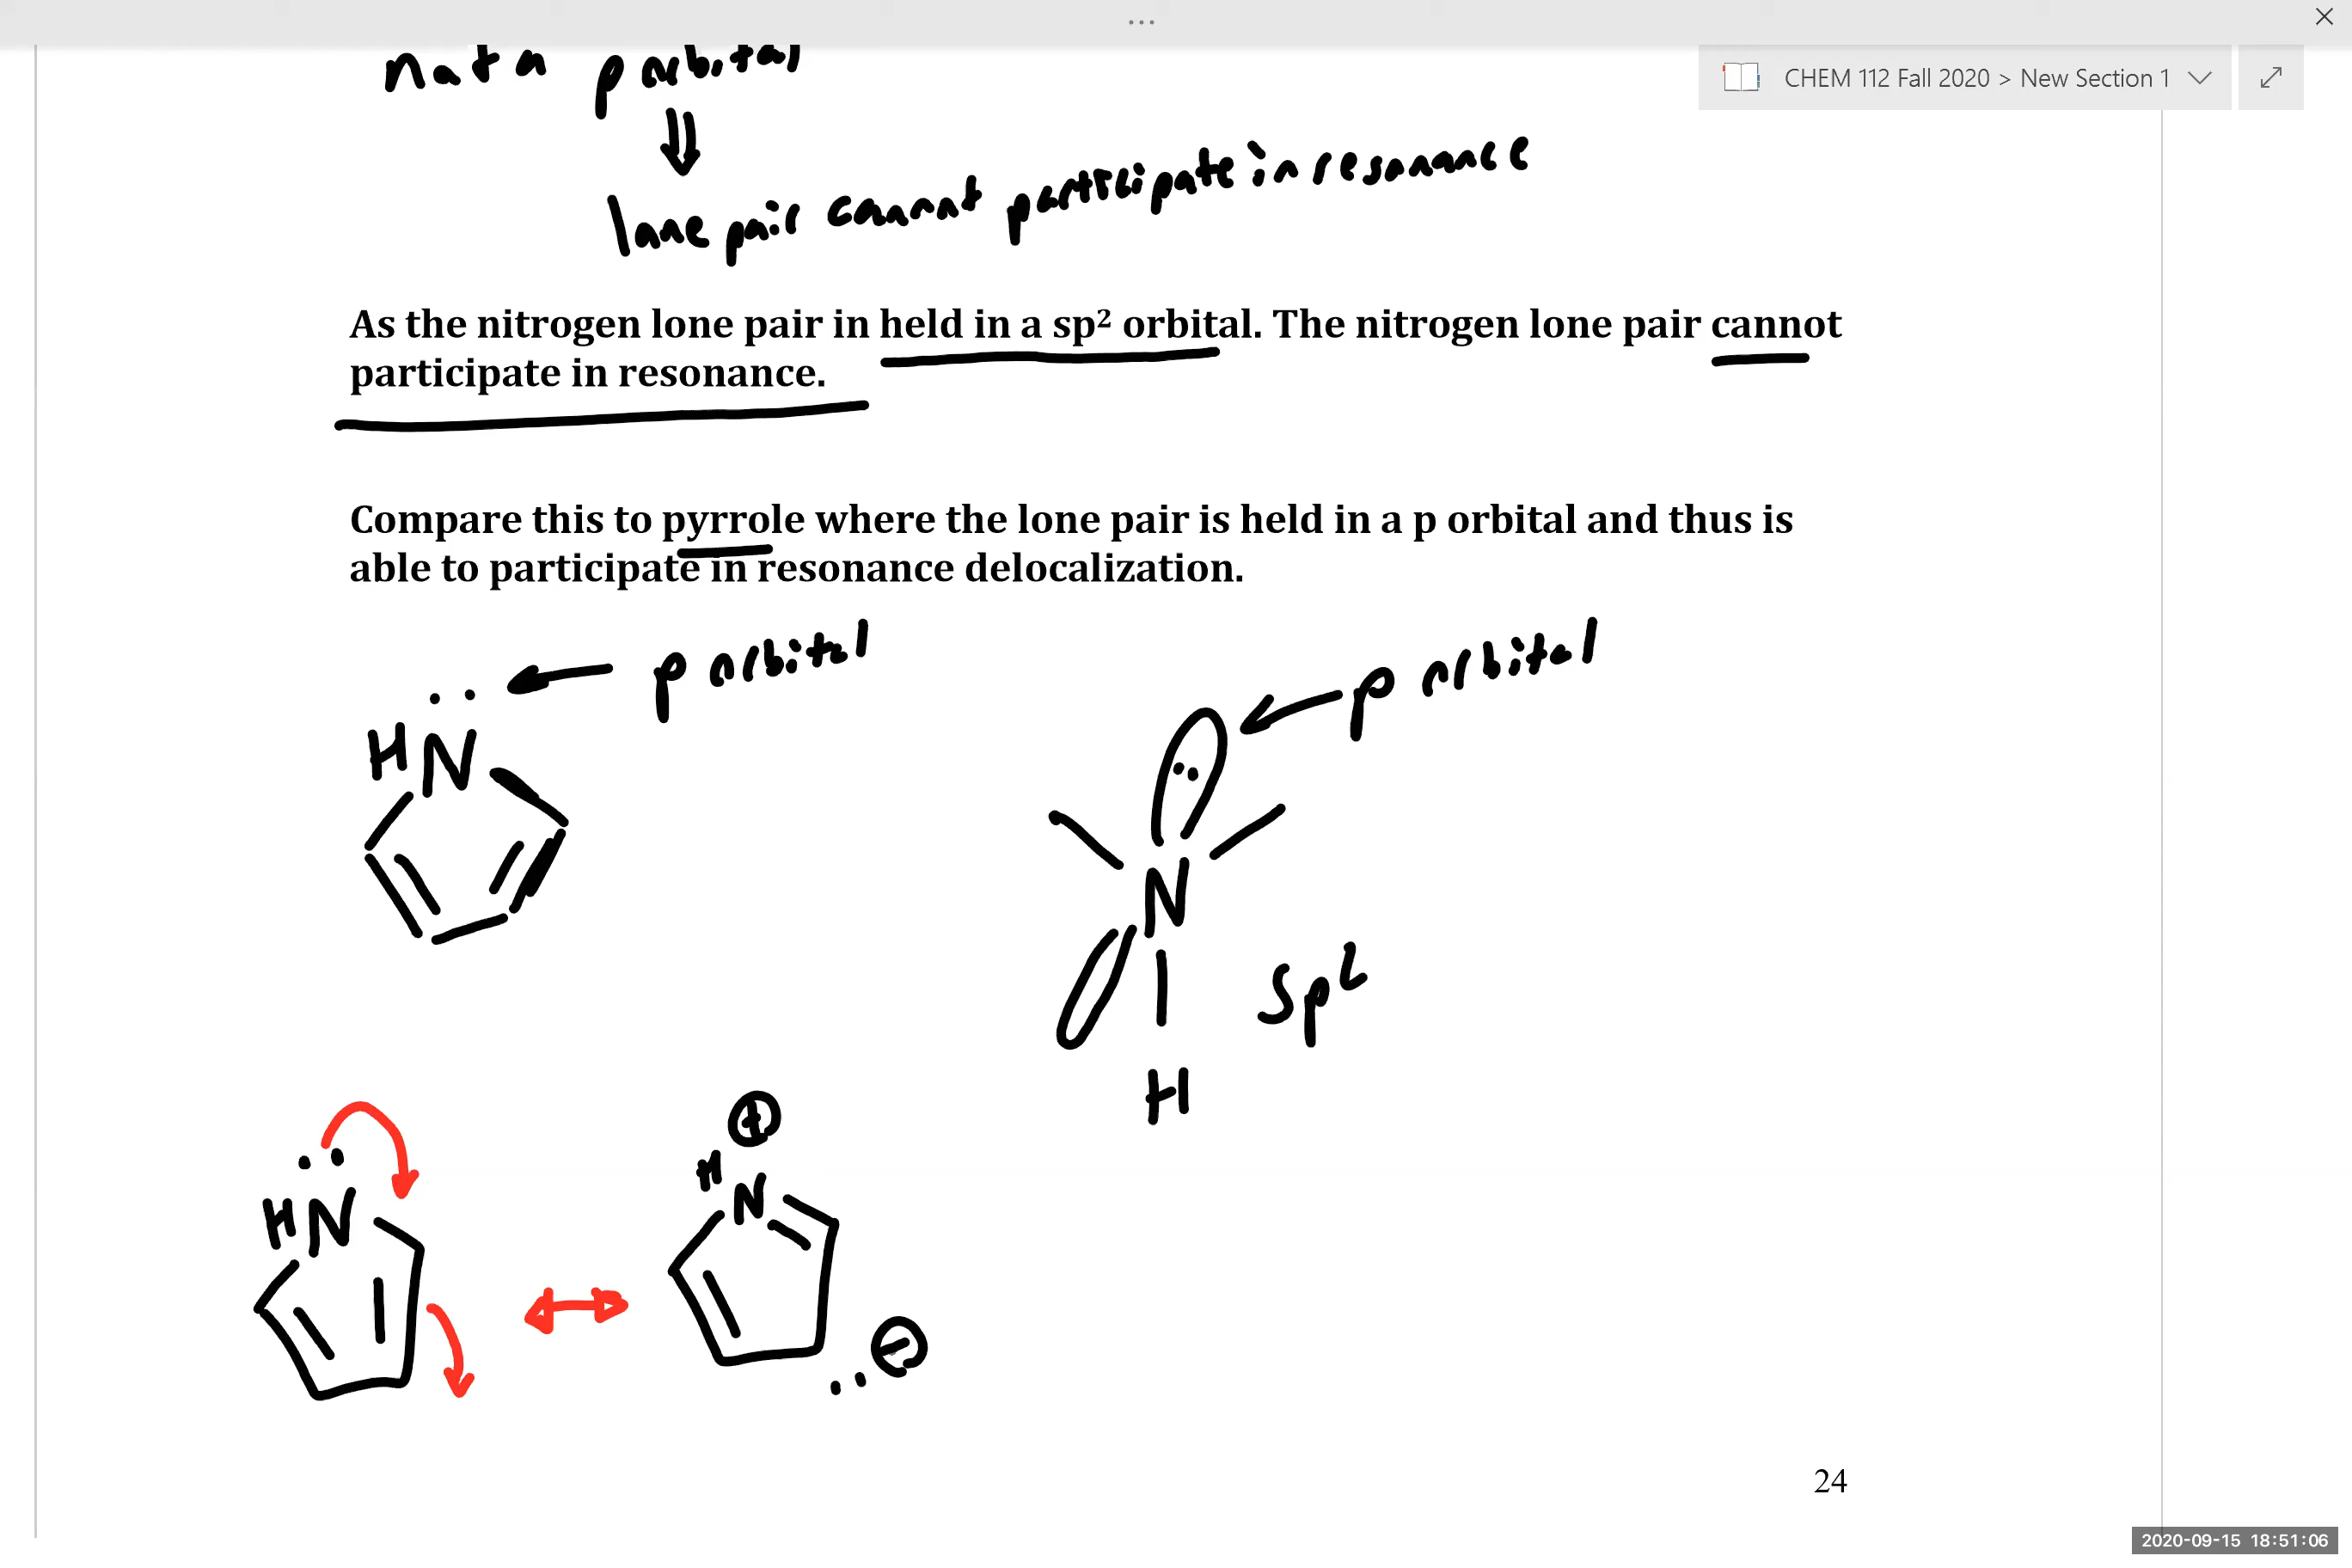 ...
CHEM 112 Fall 2020 > New Section 1
not a p orbital
lone pair cannot participate in resonance
As the nitrogen lone pair in held in a sp² orbital. The nitrogen lone pair cannot
participate in resonance.
Compare this to pyrrole where the lone pair is held in a p orbital and thus is
able to participate in resonance delocalization.
p orbital
HN
p orbital
N
sp²
H
HN
⊕
H
N
⊖
24
2020-09-15 18:51:06